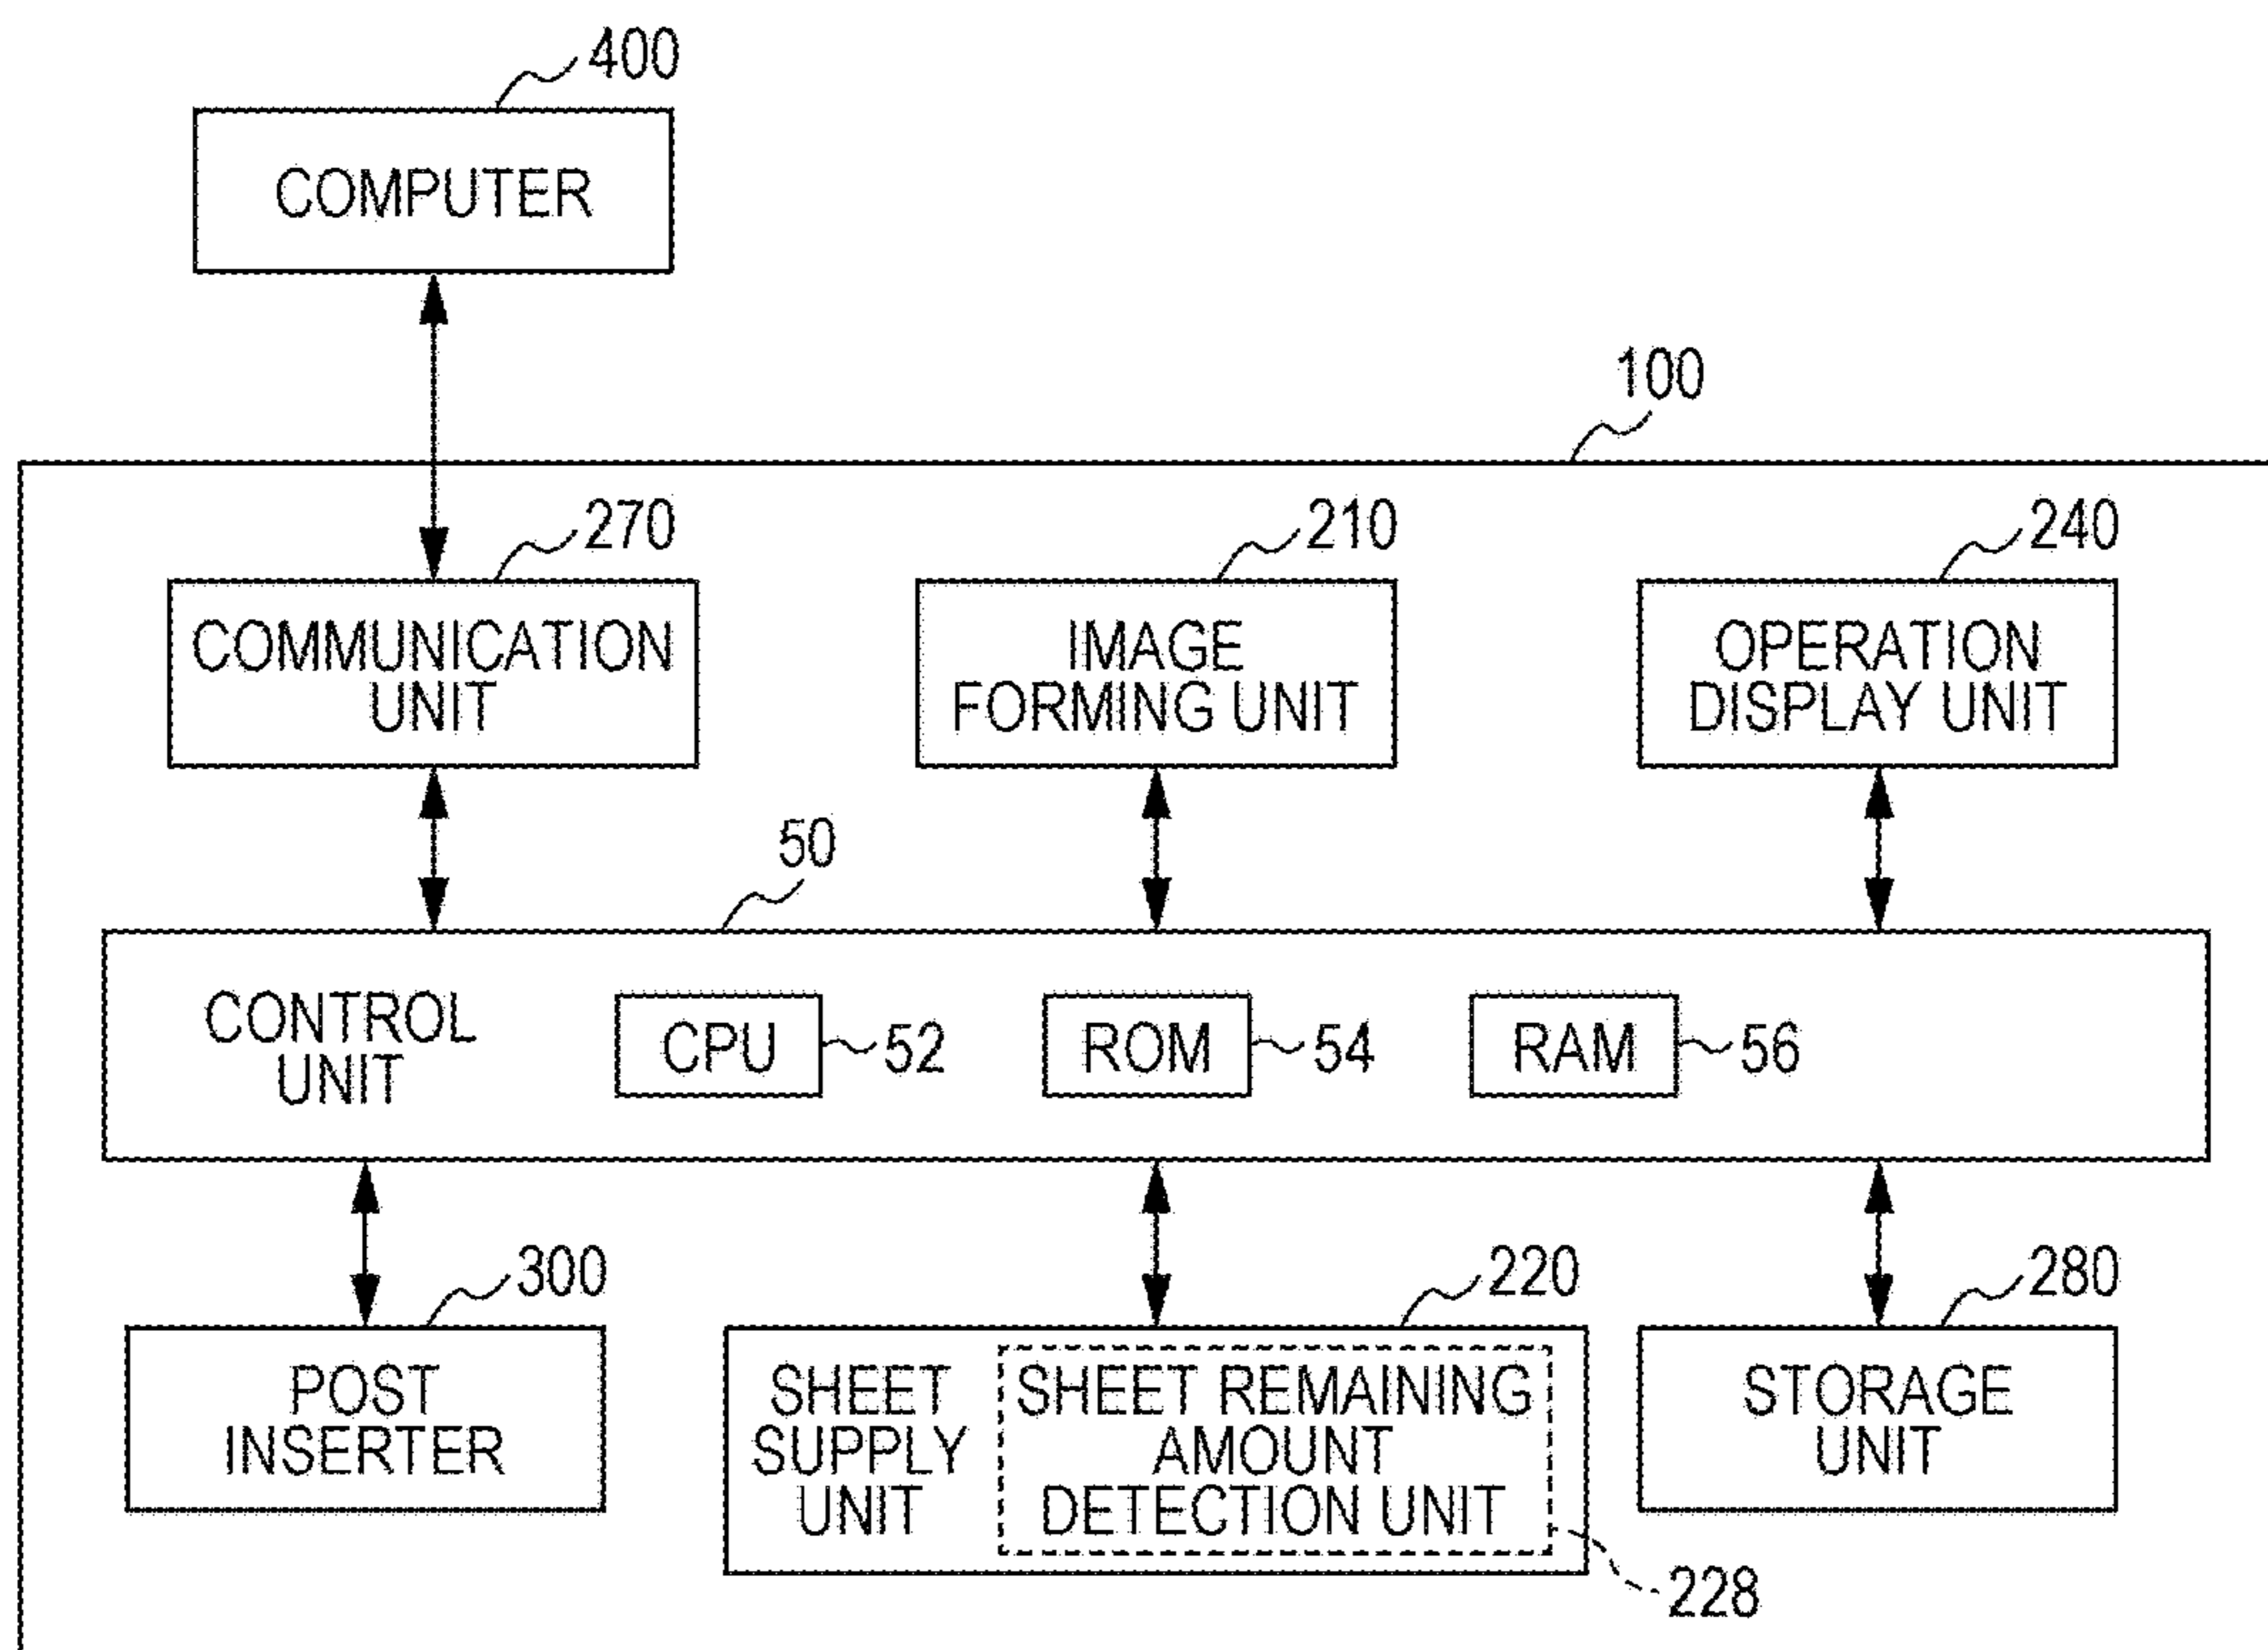 400
COMPUTER
100
270
210
240
COMMUNICATION
UNIT
IMAGE
FORMING UNIT
OPERATION
DISPLAY UNIT
50
CONTROL
UNIT
CPU
52
ROM
54
RAM
56
300
220
280
POST
INSERTER
SHEET
SUPPLY
UNIT
SHEET REMAINING
AMOUNT
DETECTION UNIT
STORAGE
UNIT
228